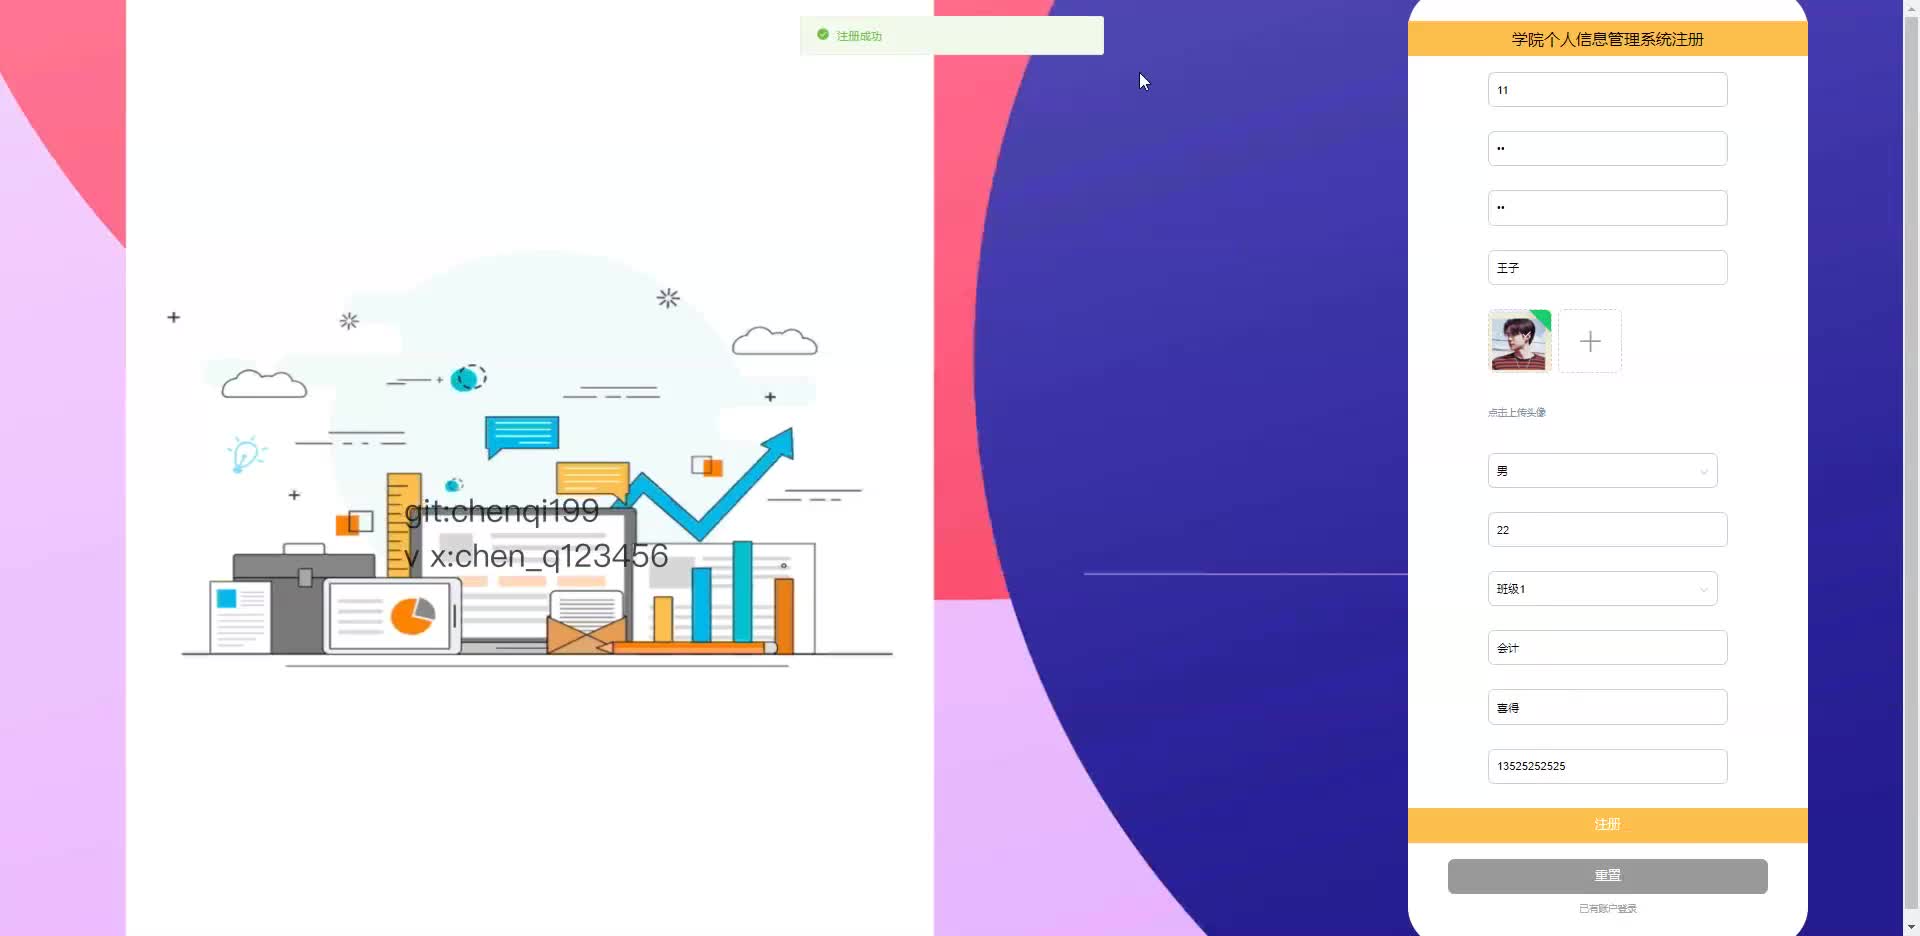 注册成功
学院个人信息管理系统注册
11
••
••
王子
点击上传头像
男
22
班级1
会计
喜得
13525252525
注册
重置
已有账户登录
git:chenqi199
v x:chen_q123456